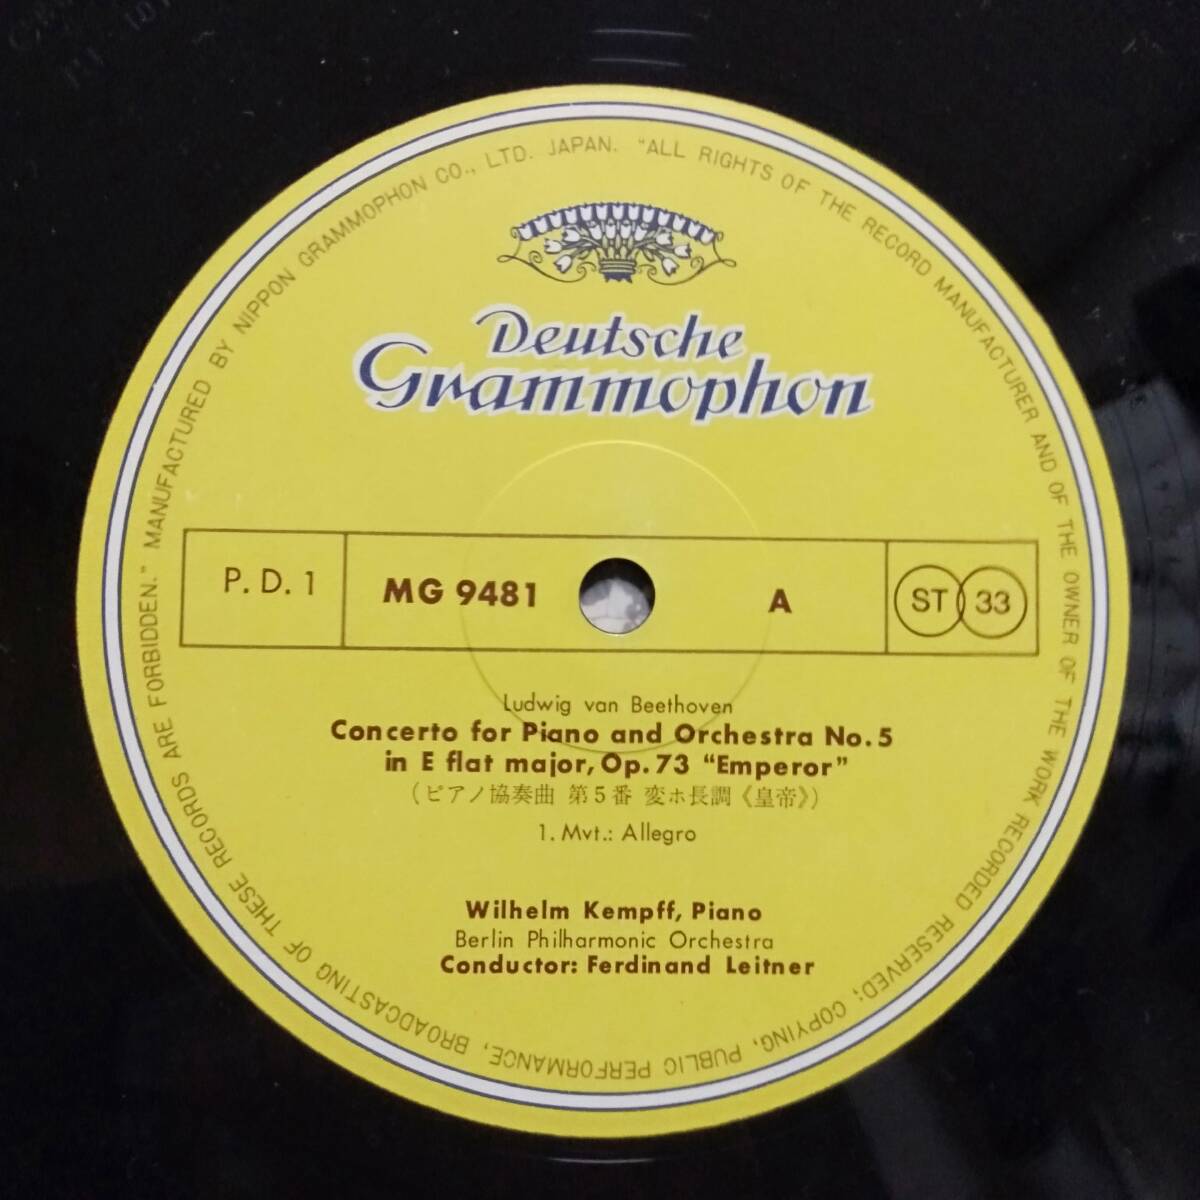 MANUFACTURED BY NIPPON GRAMMOPHON CO., LTD. JAPAN. "ALL RIGHTS OF THE RECORD MANUFACTURER AND OF THE OWNER OF THE WORK RECORDED RESERVED; COPYING, PUBLIC PERFORMANCE, BROADCASTING OF THESE RECORDS ARE FORBIDDEN."
Deutsche
Grammophon
P. D. 1 MG 9481 A ST 33
Ludwig van Beethoven
Concerto for Piano and Orchestra No. 5
in E flat major, Op. 73 “Emperor”
(ピアノ協奏曲 第5番 変ホ長調《皇帝》)
1. Mvt.: Allegro
Wilhelm Kempff, Piano
Berlin Philharmonic Orchestra
Conductor: Ferdinand Leitner